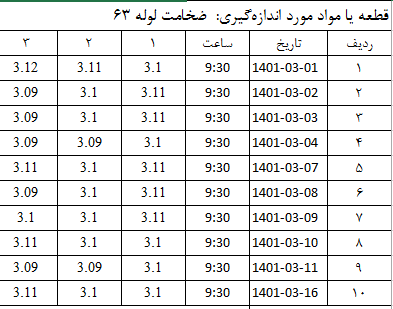 قطعه یا مواد مورد اندازه‌گیری: ضخامت لوله ۶۳
ردیف تاریخ ساعت ۱ ۲ ۳
۱ 1401-03-01 9:30 3.1 3.11 3.12
۲ 1401-03-02 9:30 3.11 3.1 3.09
۳ 1401-03-03 9:30 3.11 3.1 3.09
۴ 1401-03-04 9:30 3.1 3.09 3.09
۵ 1401-03-07 9:30 3.11 3.1 3.11
۶ 1401-03-08 9:30 3.11 3.1 3.09
۷ 1401-03-09 9:30 3.11 3.1 3.1
۸ 1401-03-10 9:30 3.1 3.1 3.11
۹ 1401-03-11 9:30 3.1 3.09 3.09
۱۰ 1401-03-16 9:30 3.1 3.1 3.11